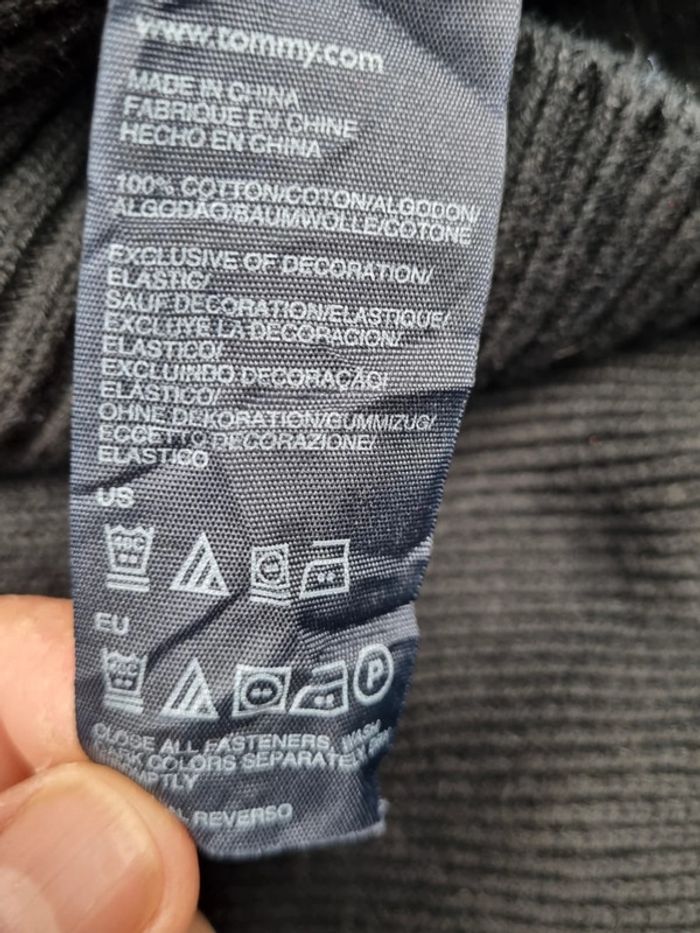 www.tommy.com
MADE IN CHINA
FABRIQUE EN CHINE
HECHO EN CHINA
100% COTTON/COTON/ALGODON/
ALGODÃO/BAUMWOLLE/COTONE
EXCLUSIVE OF DECORATION/
ELASTIC/
SAUF DECORATION/ELASTIQUE/
EXCLUYE LA DECORACION/
ELASTICO/
EXCLUINDO DECORAÇAO/
ELASTICO/
OHNE DEKORATION/GUMMIZUG/
ECCETTO DECORAZIONE/
ELASTICO
US
EU
P
CLOSE ALL FASTENERS, WASH
DARK COLORS SEPARATELY
REVERSO